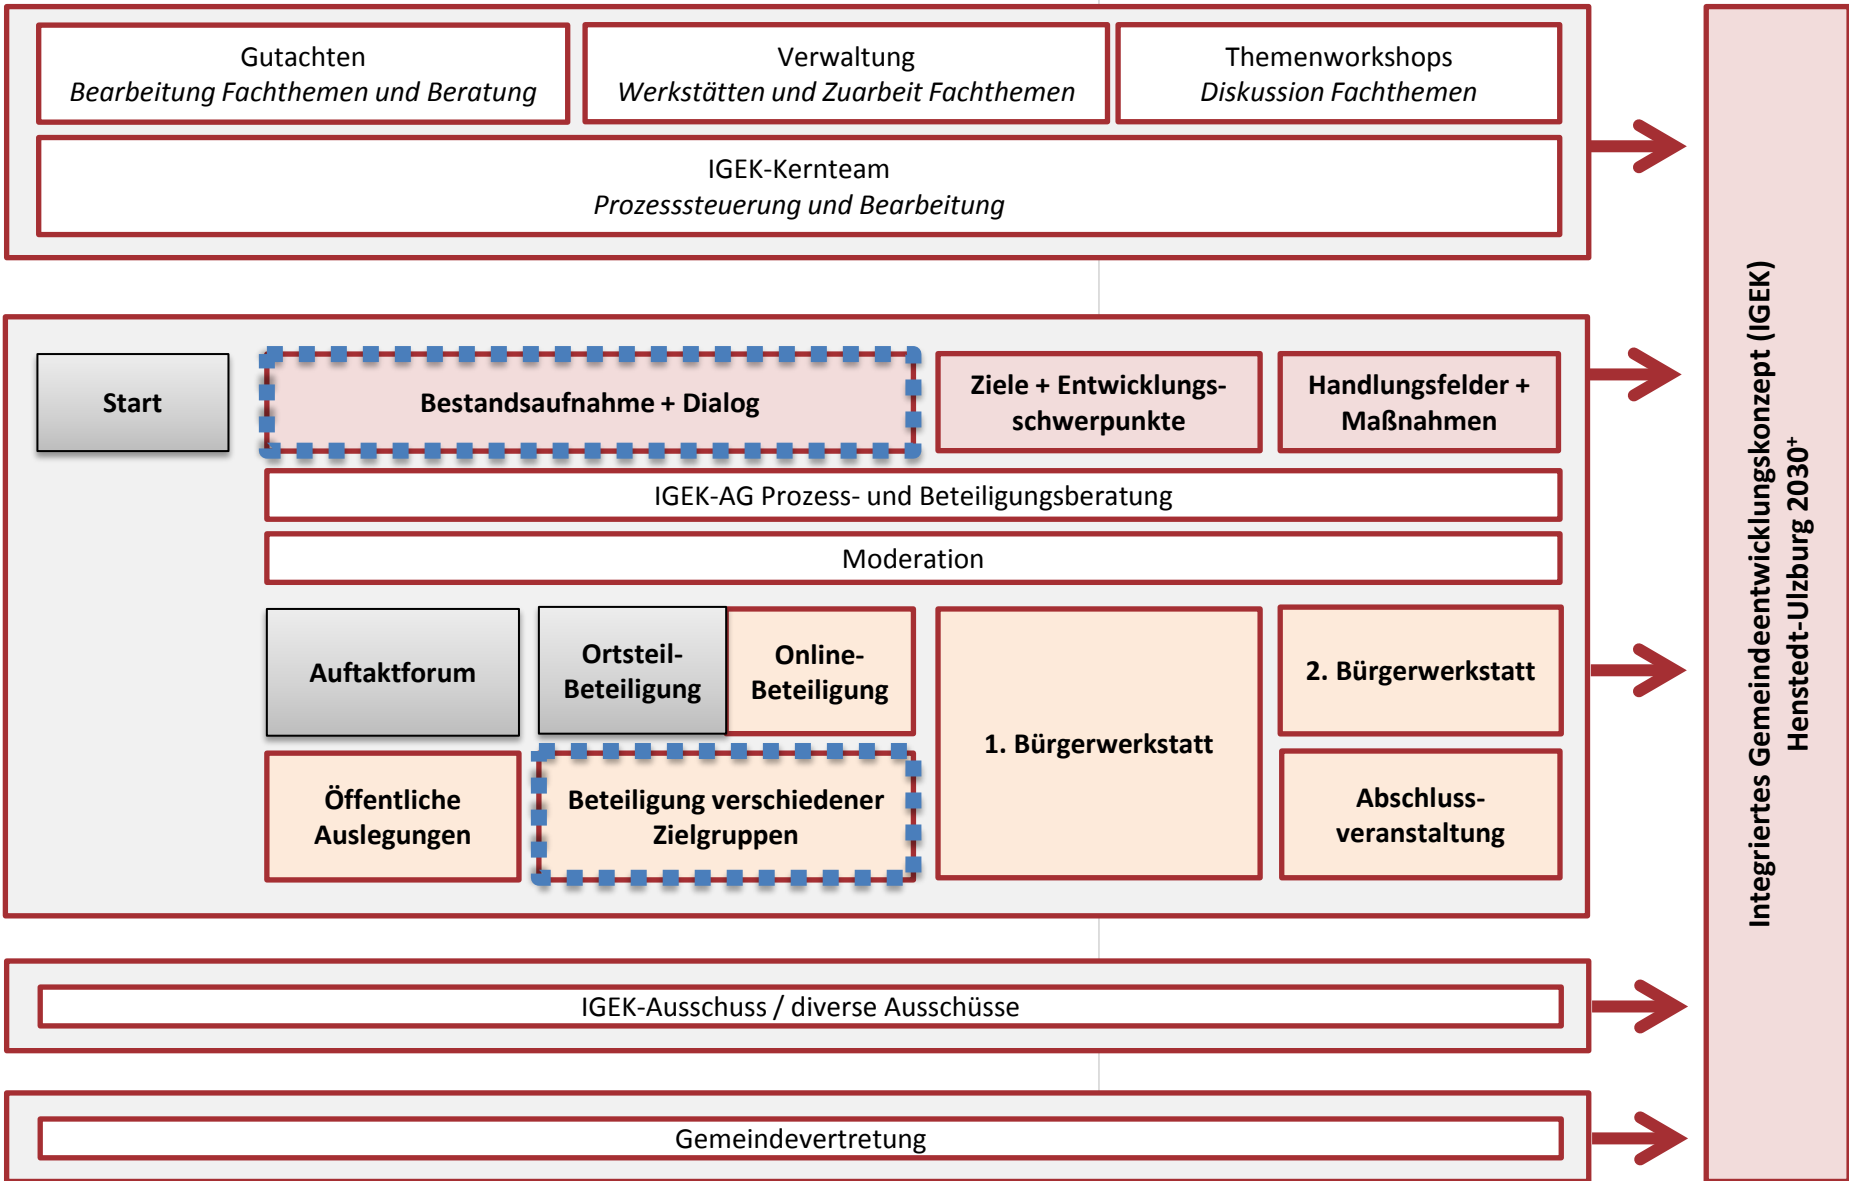 Gutachten
Bearbeitung Fachthemen und Beratung
Verwaltung
Werkstätten und Zuarbeit Fachthemen
Themenworkshops
Diskussion Fachthemen
IGEK-Kernteam
Prozesssteuerung und Bearbeitung
Start
Bestandsaufnahme + Dialog
Ziele + Entwicklungs-
schwerpunkte
Handlungsfelder +
Maßnahmen
IGEK-AG Prozess- und Beteiligungsberatung
Moderation
Auftaktforum
Ortsteil-
Beteiligung
Online-
Beteiligung
1. Bürgerwerkstatt
2. Bürgerwerkstatt
Öffentliche
Auslegungen
Beteiligung verschiedener
Zielgruppen
Abschluss-
veranstaltung
IGEK-Ausschuss / diverse Ausschüsse
Gemeindevertretung
Integriertes Gemeindeentwicklungskonzept (IGEK)
Henstedt-Ulzburg 2030⁺